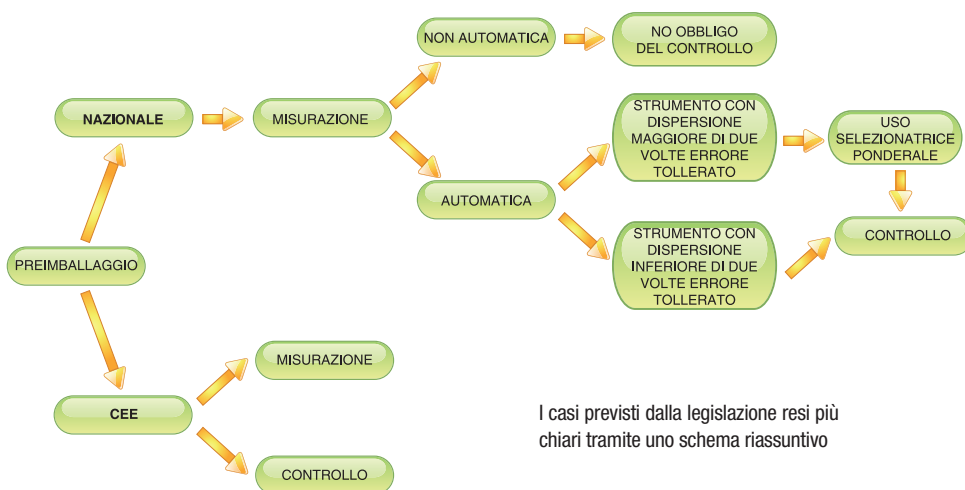 NON AUTOMATICA
NO OBBLIGO
DEL CONTROLLO
NAZIONALE
MISURAZIONE
STRUMENTO CON
DISPERSIONE
MAGGIORE DI DUE
VOLTE ERRORE
TOLLERATO
USO
SELEZIONATRICE
PONDERALE
AUTOMATICA
STRUMENTO CON
DISPERSIONE
INFERIORE DI DUE
VOLTE ERRORE
TOLLERATO
CONTROLLO
PREIMBALLAGGIO
MISURAZIONE
CEE
CONTROLLO
I casi previsti dalla legislazione resi più
chiari tramite uno schema riassuntivo